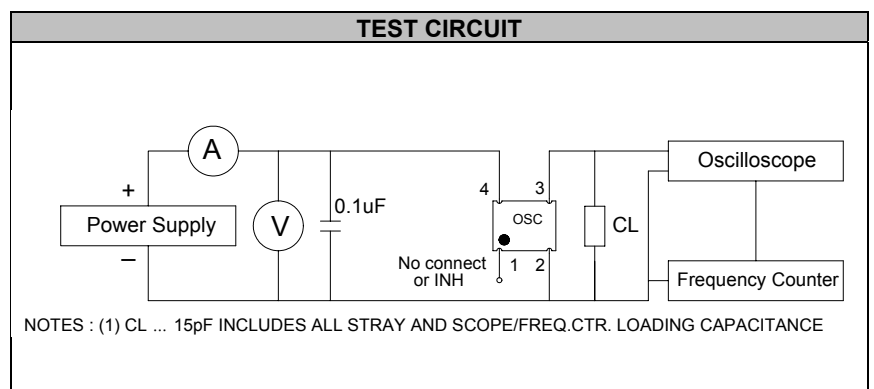 TEST CIRCUIT
A
Oscilloscope
4 3
+
0.1uF
OSC
Power Supply
V
CL
–
No connect
or INH
1 2
Frequency Counter
NOTES : (1) CL ... 15pF INCLUDES ALL STRAY AND SCOPE/FREQ.CTR. LOADING CAPACITANCE